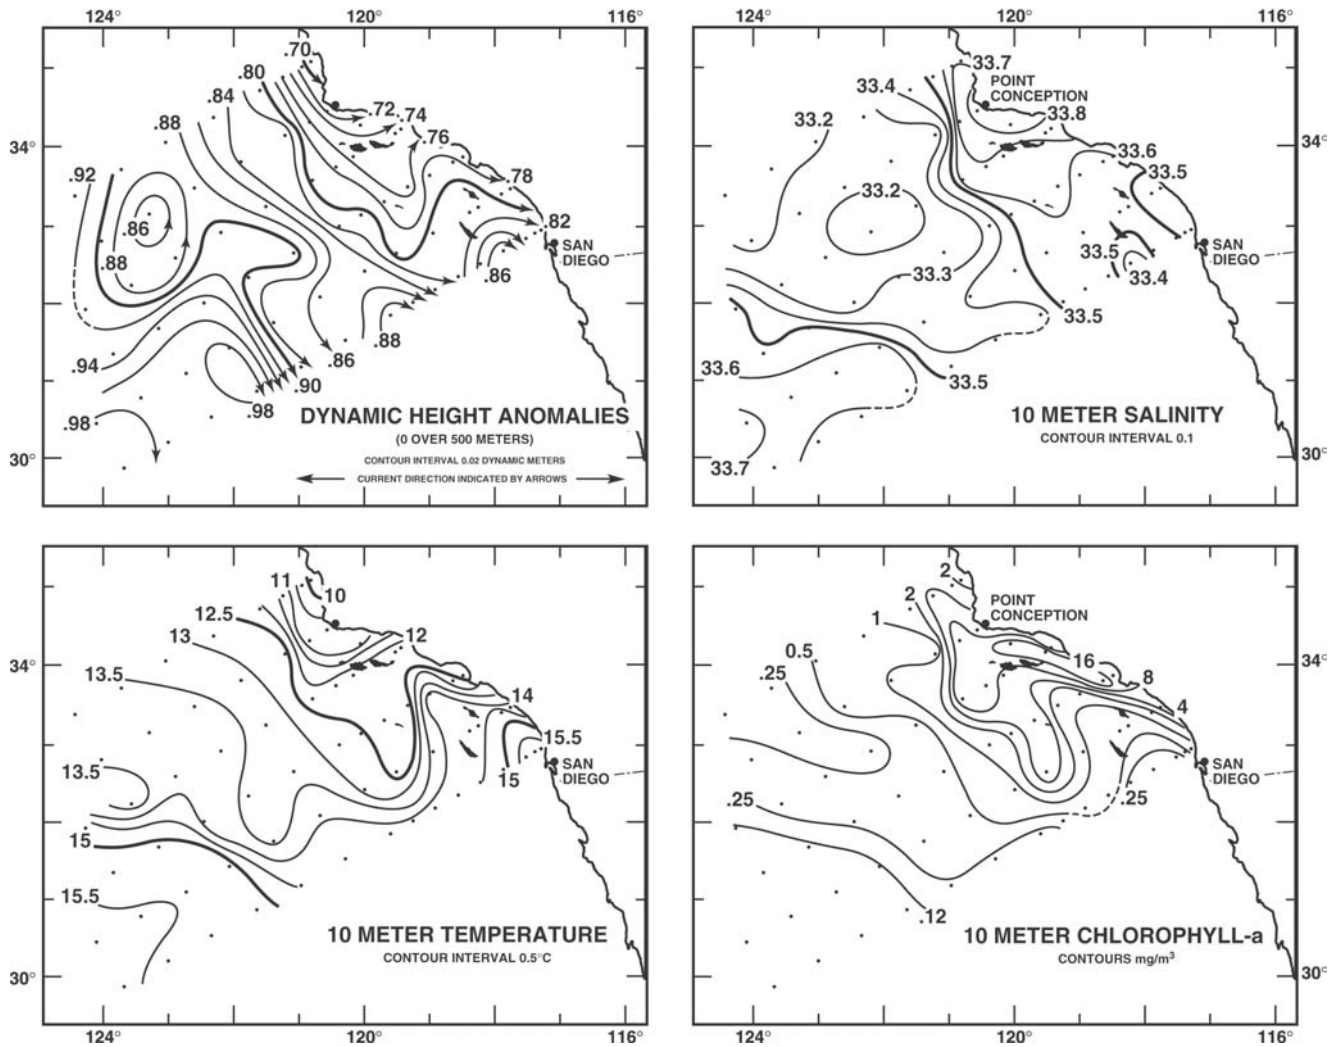 124° 120° 124° 120° 116°
.70
.80
.84
.88
.92
.72
.74
.76
.78
.82
.86
.88
.86
SAN
DIEGO
.94
.86
.88
.90
.98
.98
34°
30°
DYNAMIC HEIGHT ANOMALIES
(0 OVER 500 METERS)
CONTOUR INTERVAL 0.02 DYNAMIC METERS
CURRENT DIRECTION INDICATED BY ARROWS
33.7
POINT
CONCEPTION
33.4
33.8
33.2
33.6
33.5
33.2
SAN
DIEGO
33.5
33.4
33.3
33.5
33.6
33.5
33.7
34°
30°
10 METER SALINITY
CONTOUR INTERVAL 0.1
11
10
12.5
13
12
13.5
14
15.5
SAN
DIEGO
13.5
15
15
15.5
34°
30°
10 METER TEMPERATURE
CONTOUR INTERVAL 0.5°C
2
2
POINT
CONCEPTION
1
0.5
.25
16
8
4
SAN
DIEGO
.25
.25
.12
34°
30°
10 METER CHLOROPHYLL-a
CONTOURS mg/m³
124° 120° 124° 120° 116°